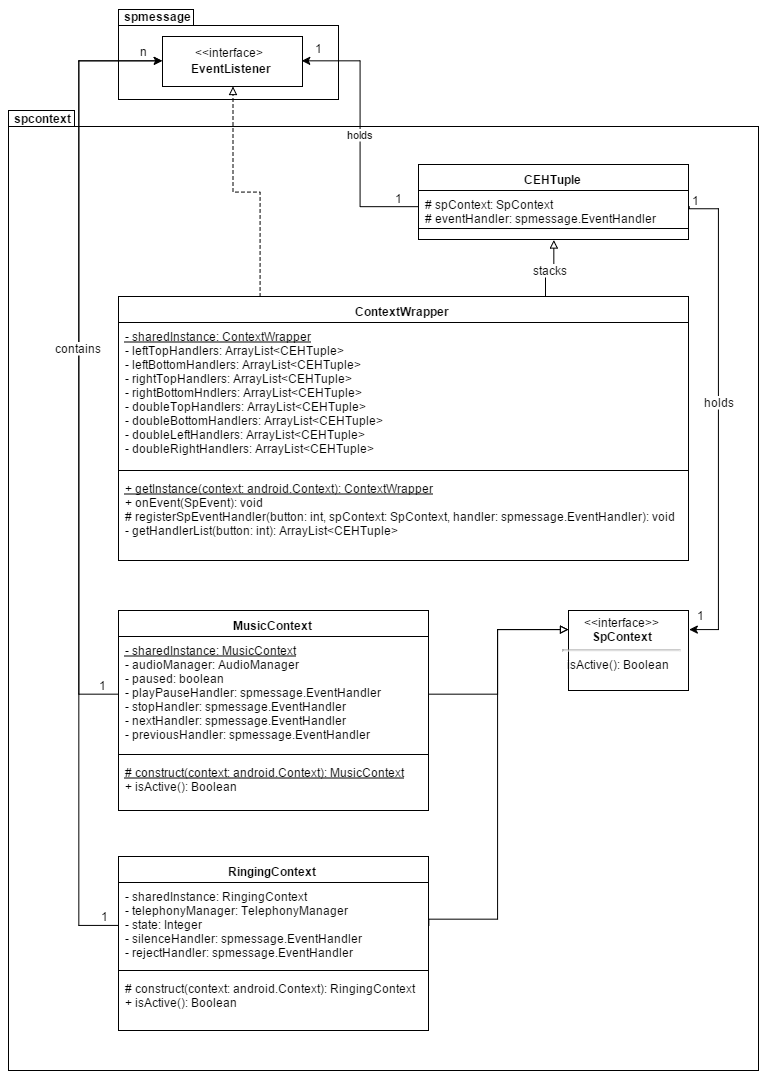 spmessage
n
<<interface>
EventListener
1
spcontext
holds
CEHTuple
# spContext: SpContext
# eventHandler: spmessage.EventHandler
1
1
stacks
ContextWrapper
- sharedInstance: ContextWrapper
- leftTopHandlers: ArrayList<CEHTuple>
- leftBottomHandlers: ArrayList<CEHTuple>
- rightTopHandlers: ArrayList<CEHTuple>
- rightBottomHndlers: ArrayList<CEHTuple>
- doubleTopHandlers: ArrayList<CEHTuple>
- doubleBottomHandlers: ArrayList<CEHTuple>
- doubleLeftHandlers: ArrayList<CEHTuple>
- doubleRightHandlers: ArrayList<CEHTuple>
+ getInstance(context: android.Context): ContextWrapper
+ onEvent(SpEvent): void
# registerSpEventHandler(button: int, spContext: SpContext, handler: spmessage.EventHandler): void
- getHandlerList(button: int): ArrayList<CEHTuple>
contains
holds
MusicContext
- sharedInstance: MusicContext
- audioManager: AudioManager
- paused: boolean
- playPauseHandler: spmessage.EventHandler
- stopHandler: spmessage.EventHandler
- nextHandler: spmessage.EventHandler
- previousHandler: spmessage.EventHandler
# construct(context: android.Context): MusicContext
+ isActive(): Boolean
1
<<interface>>
SpContext
isActive(): Boolean
1
RingingContext
- sharedInstance: RingingContext
- telephonyManager: TelephonyManager
- state: Integer
- silenceHandler: spmessage.EventHandler
- rejectHandler: spmessage.EventHandler
# construct(context: android.Context): RingingContext
+ isActive(): Boolean
1